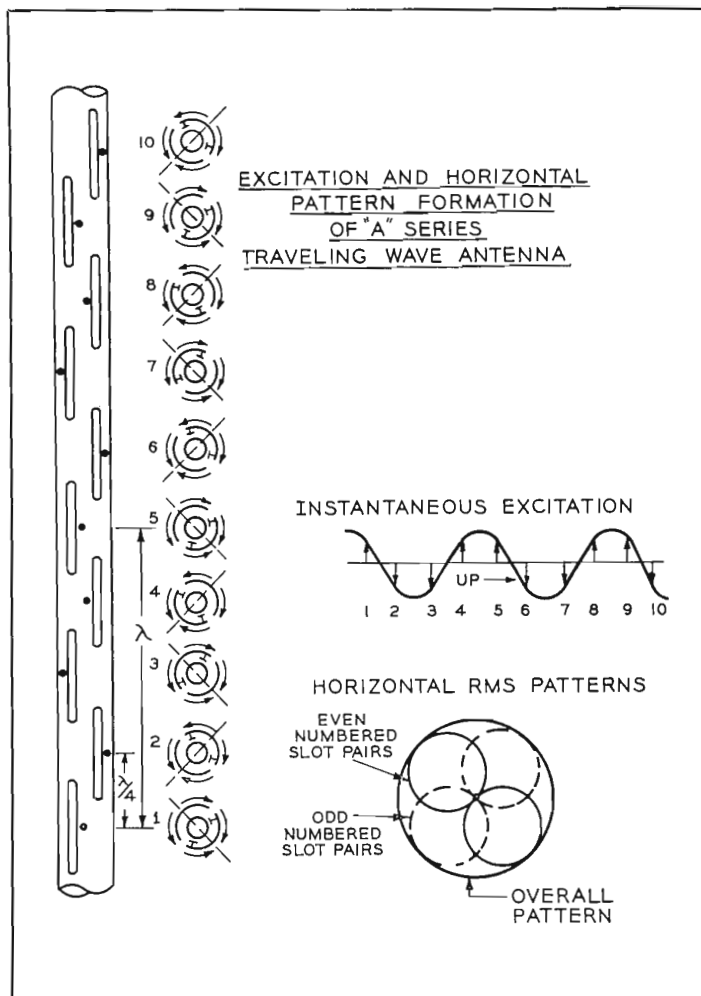 EXCITATION AND HORIZONTAL
PATTERN FORMATION
OF "A" SERIES
TRAVELING WAVE ANTENNA
10
9
8
7
6
5
4
3
2
1
λ
λ/4
INSTANTANEOUS EXCITATION
UP
1 2 3 4 5 6 7 8 9 10
HORIZONTAL RMS PATTERNS
EVEN
NUMBERED
SLOT PAIRS
ODD
NUMBERED
SLOT PAIRS
OVERALL
PATTERN